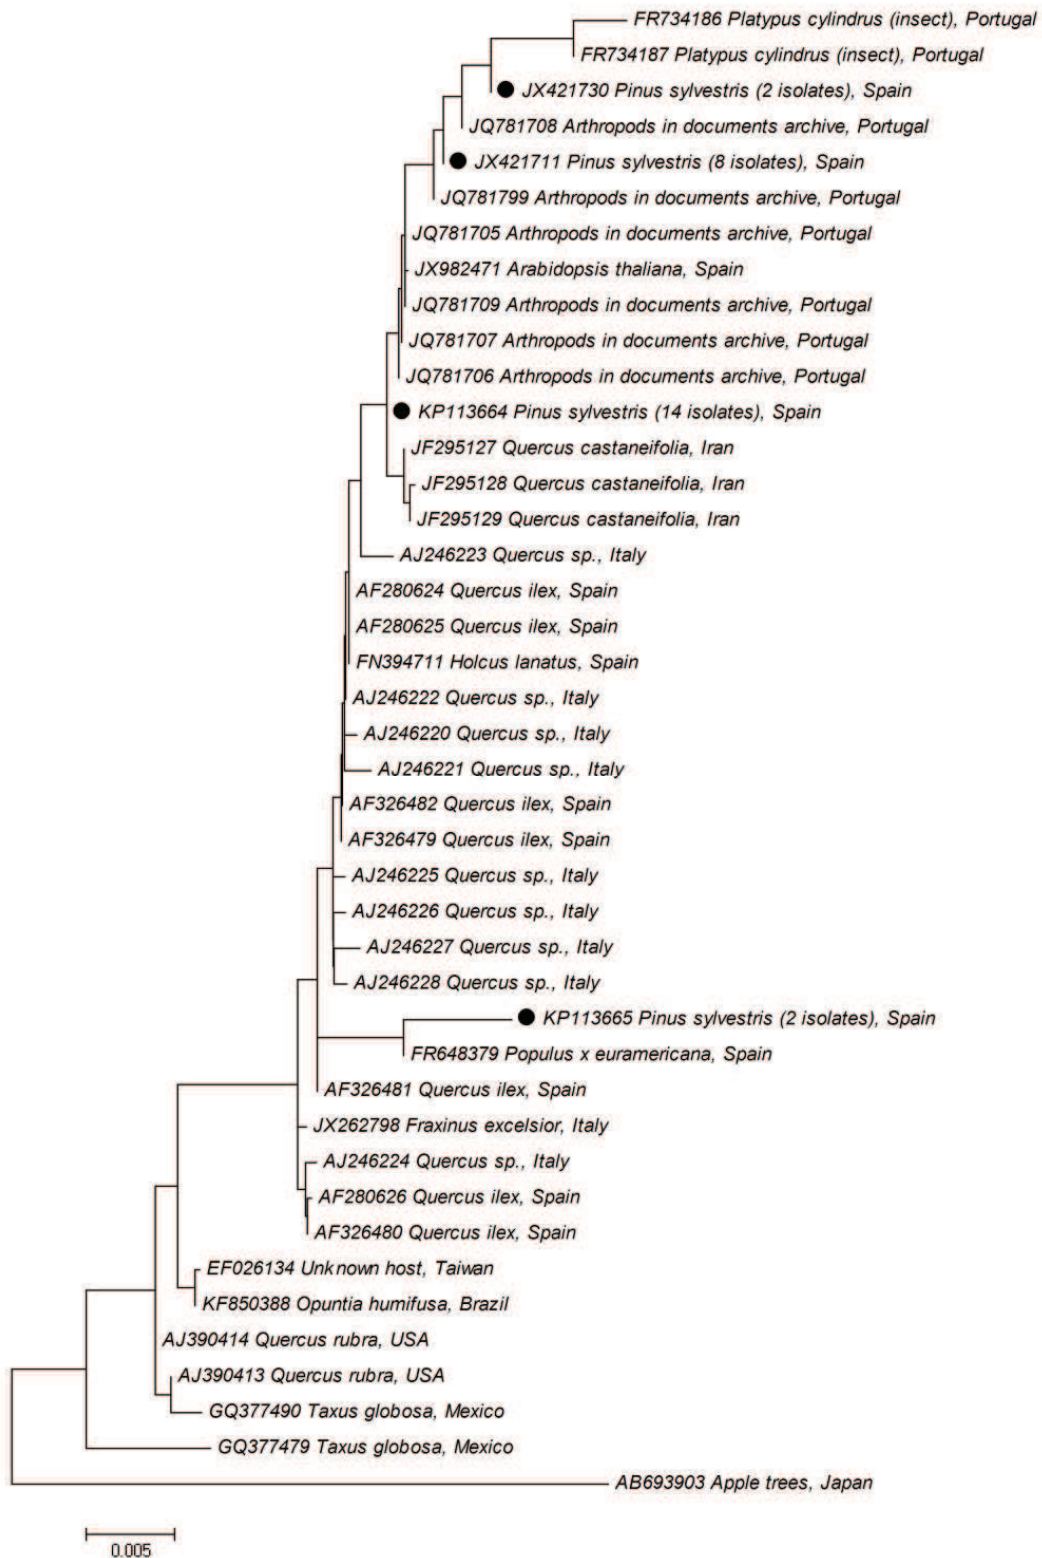 FR734186 Platypus cylindrus (insect), Portugal
FR734187 Platypus cylindrus (insect), Portugal
JX421730 Pinus sylvestris (2 isolates), Spain
JQ781708 Arthropods in documents archive, Portugal
JX421711 Pinus sylvestris (8 isolates), Spain
JQ781799 Arthropods in documents archive, Portugal
JQ781705 Arthropods in documents archive, Portugal
JX982471 Arabidopsis thaliana, Spain
JQ781709 Arthropods in documents archive, Portugal
JQ781707 Arthropods in documents archive, Portugal
JQ781706 Arthropods in documents archive, Portugal
KP113664 Pinus sylvestris (14 isolates), Spain
JF295127 Quercus castaneifolia, Iran
JF295128 Quercus castaneifolia, Iran
JF295129 Quercus castaneifolia, Iran
AJ246223 Quercus sp., Italy
AF280624 Quercus ilex, Spain
AF280625 Quercus ilex, Spain
FN394711 Holcus lanatus, Spain
AJ246222 Quercus sp., Italy
AJ246220 Quercus sp., Italy
AJ246221 Quercus sp., Italy
AF326482 Quercus ilex, Spain
AF326479 Quercus ilex, Spain
AJ246225 Quercus sp., Italy
AJ246226 Quercus sp., Italy
AJ246227 Quercus sp., Italy
AJ246228 Quercus sp., Italy
KP113665 Pinus sylvestris (2 isolates), Spain
FR648379 Populus x euramericana, Spain
AF326481 Quercus ilex, Spain
JX262798 Fraxinus excelsior, Italy
AJ246224 Quercus sp., Italy
AF280626 Quercus ilex, Spain
AF326480 Quercus ilex, Spain
EF026134 Unknown host, Taiwan
KF850388 Opuntia humifusa, Brazil
AJ390414 Quercus rubra, USA
AJ390413 Quercus rubra, USA
GQ377490 Taxus globosa, Mexico
GQ377479 Taxus globosa, Mexico
AB693903 Apple trees, Japan
0.005